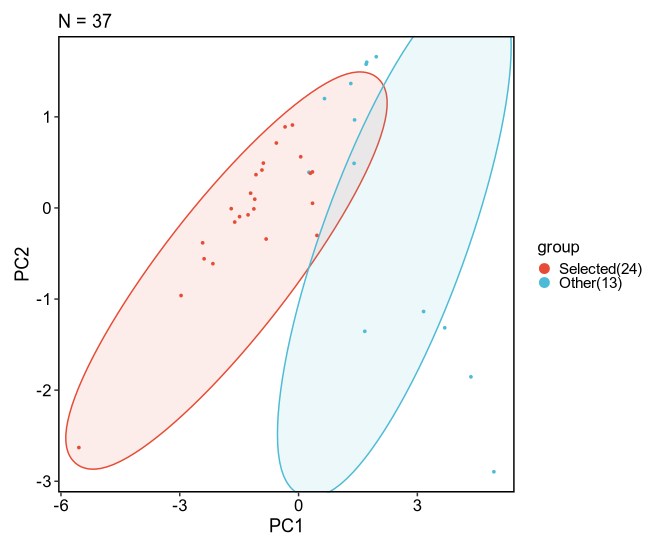 N = 37
PC2
1
0
-1
-2
-3
-6
-3
0
3
PC1
group
Selected(24)
Other(13)